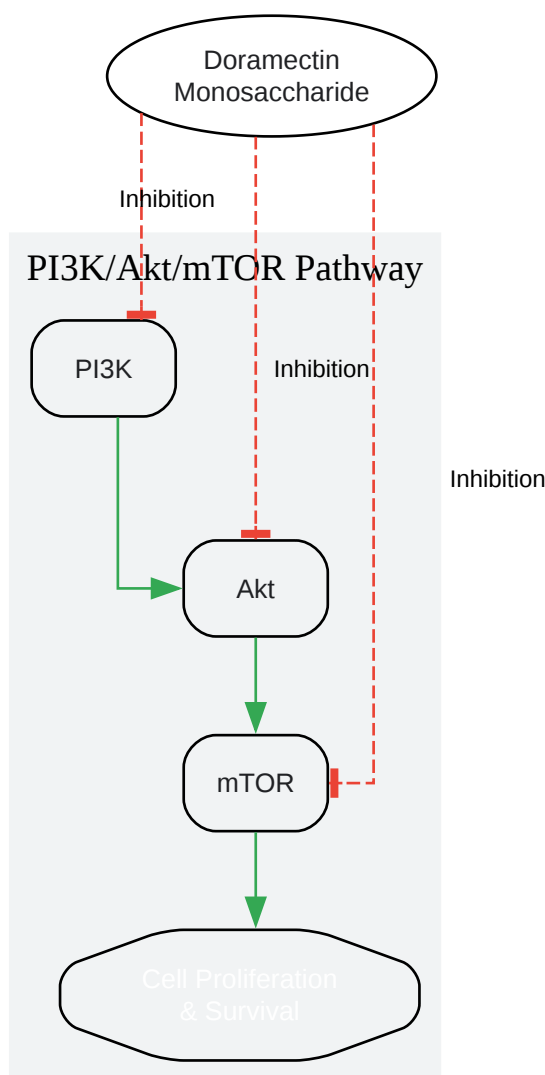 Doramectin
Monosaccharide
Inhibition
PI3K/Akt/mTOR Pathway
PI3K
Inhibition
Inhibition
Akt
mTOR
Cell Proliferation
& Survival